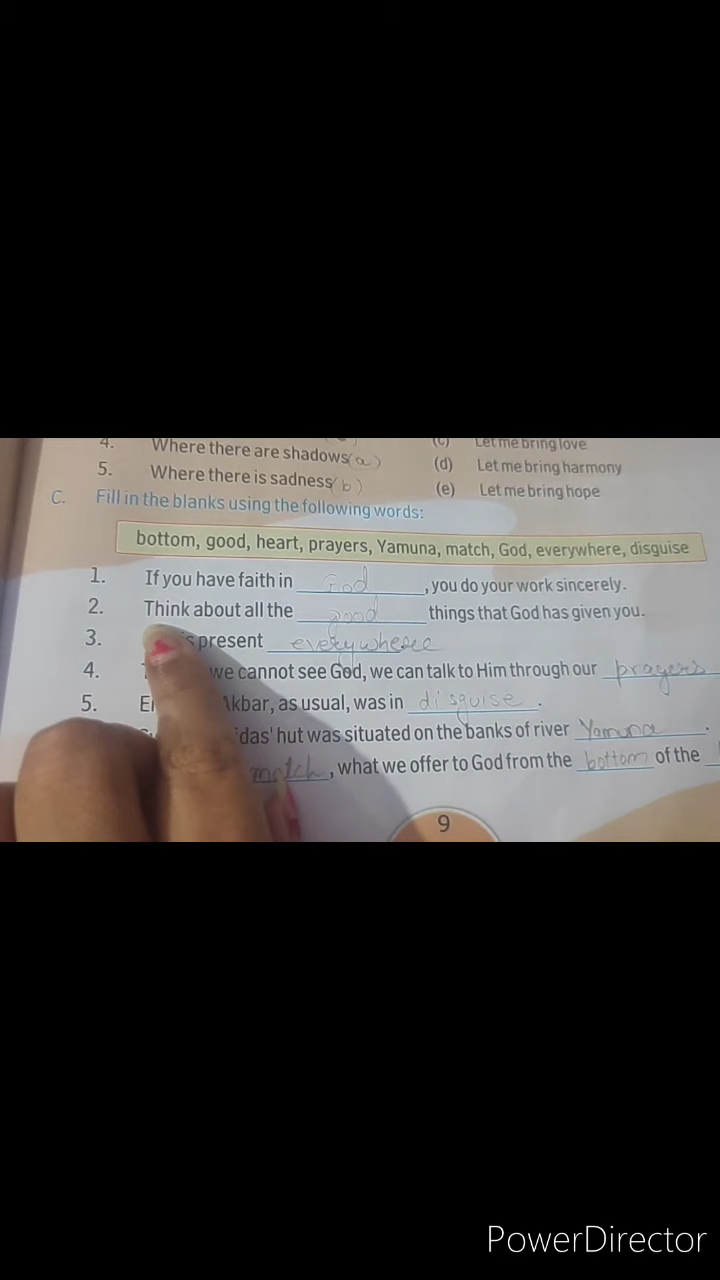 4. Where there are shadows (a) (c) Let me bring love
5. Where there is sadness (b) (d) Let me bring harmony
(e) Let me bring hope
C. Fill in the blanks using the following words:
bottom, good, heart, prayers, Yamuna, match, God, everywhere, disguise
1. If you have faith in God, you do your work sincerely.
2. Think about all the good things that God has given you.
3. is present everywhere
4. we cannot see God, we can talk to Him through our prayers
5. Akbar, as usual, was in disguise.
das' hut was situated on the banks of river Yamuna.
match, what we offer to God from the bottom of the
9
PowerDirector